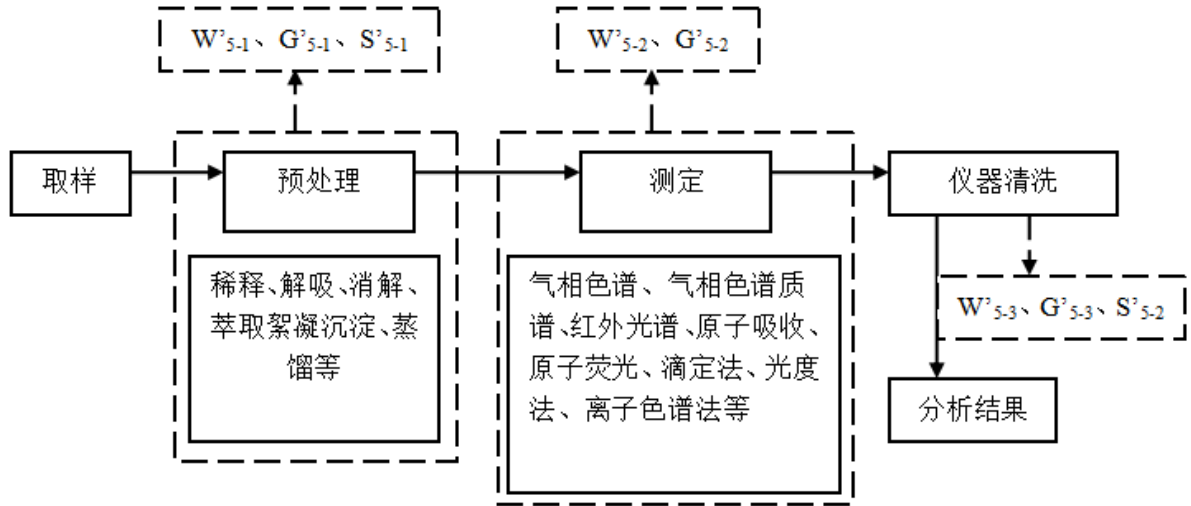 W’5-1、G’5-1、S’5-1
W’5-2、G’5-2
取样
预处理
测定
仪器清洗
稀释、解吸、消解、
萃取絮凝沉淀、蒸
馏等
气相色谱、气相色谱质
谱、红外光谱、原子吸收、
原子荧光、滴定法、光度
法、离子色谱法等
W’5-3、G’5-3、S’5-2
分析结果